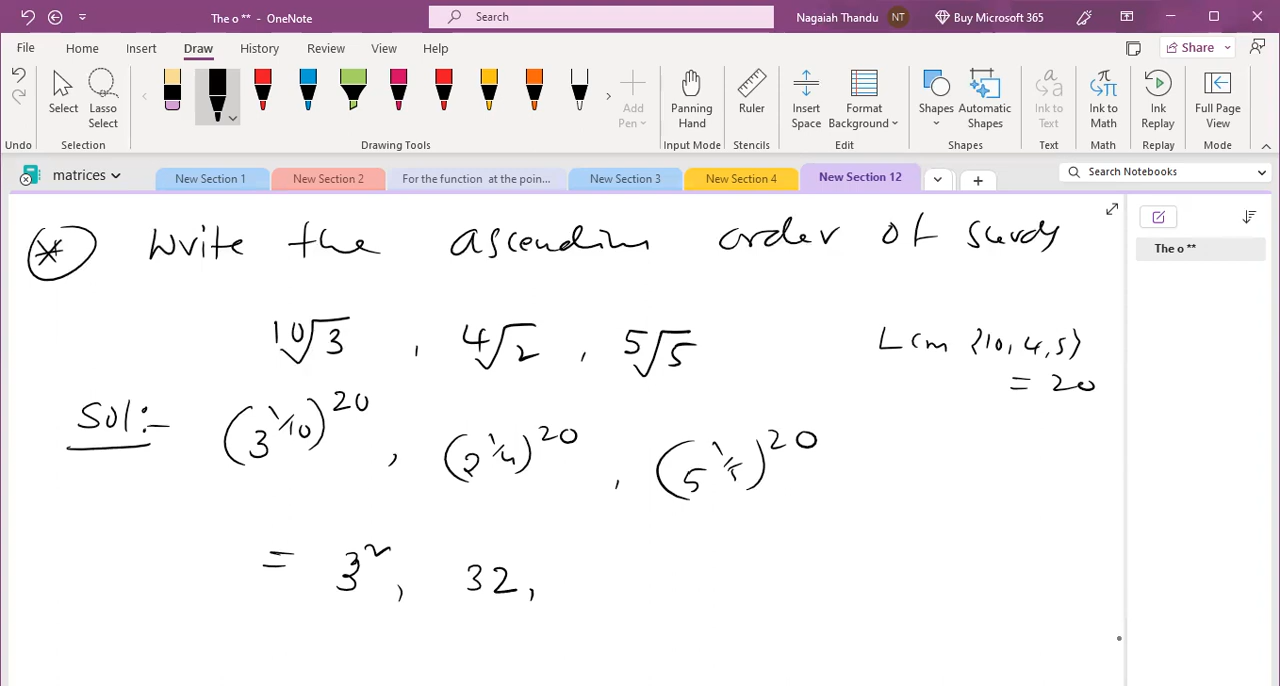 The o ** - OneNote
Search
Nagaiah Thandu NT
Buy Microsoft 365
File Home Insert Draw History Review View Help
Share
Select Lasso Select
Add Pen
Panning Hand
Ruler
Insert Space
Format Background
Shapes
Automatic Shapes
Ink to Text
Ink to Math
Ink Replay
Full Page View
Undo Selection Drawing Tools Input Mode Stencils Edit Shapes Text Math Replay Mode
matrices New Section 1 New Section 2 For the function at the poin... New Section 3 New Section 4 New Section 12 + Search Notebooks
The o **
* Write the ascendim order of surds
¹⁰√3 , ⁴√2 , ⁵√5 Lcm {10, 4, 5}
= 20
Sol:- (3^1/10)^20 , (2^1/4)^20 , (5^1/5)^20
= 3², 32,